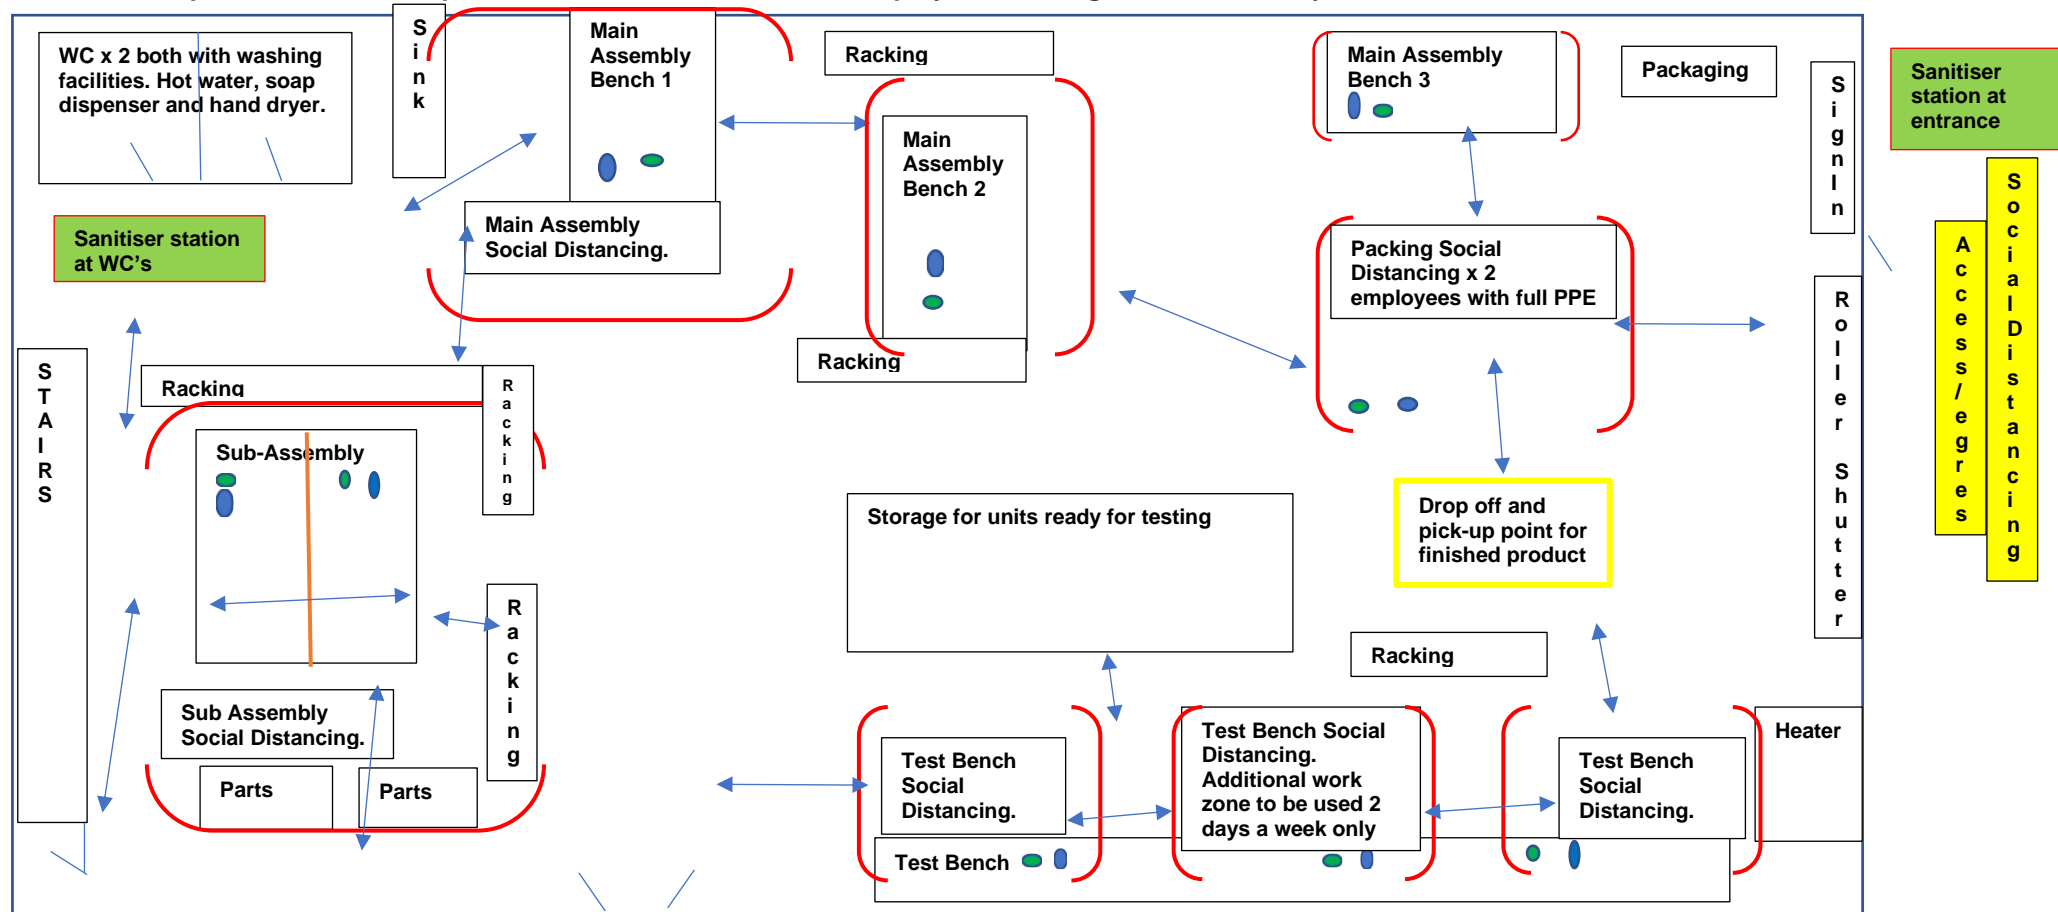 WC x 2 both with washing
facilities. Hot water, soap
dispenser and hand dryer.
Sink
Main
Assembly
Bench 1
Racking
Main Assembly
Bench 3
Packaging
SignIn
Sanitiser
station at
entrance
Main
Assembly
Bench 2
Sanitiser station
at WC's
Main Assembly
Social Distancing.
Packing Social
Distancing x 2
employees with full PPE
Access/egress
Social Distancing
Roller Shutter
STAIRS
Racking
Racking
Racking
Sub-Assembly
Storage for units ready for testing
Drop off and
pick-up point for
finished product
Racking
Racking
Sub Assembly
Social Distancing.
Parts
Parts
Test Bench
Social
Distancing.
Test Bench Social
Distancing.
Additional work
zone to be used 2
days a week only
Test Bench
Social
Distancing.
Heater
Test Bench